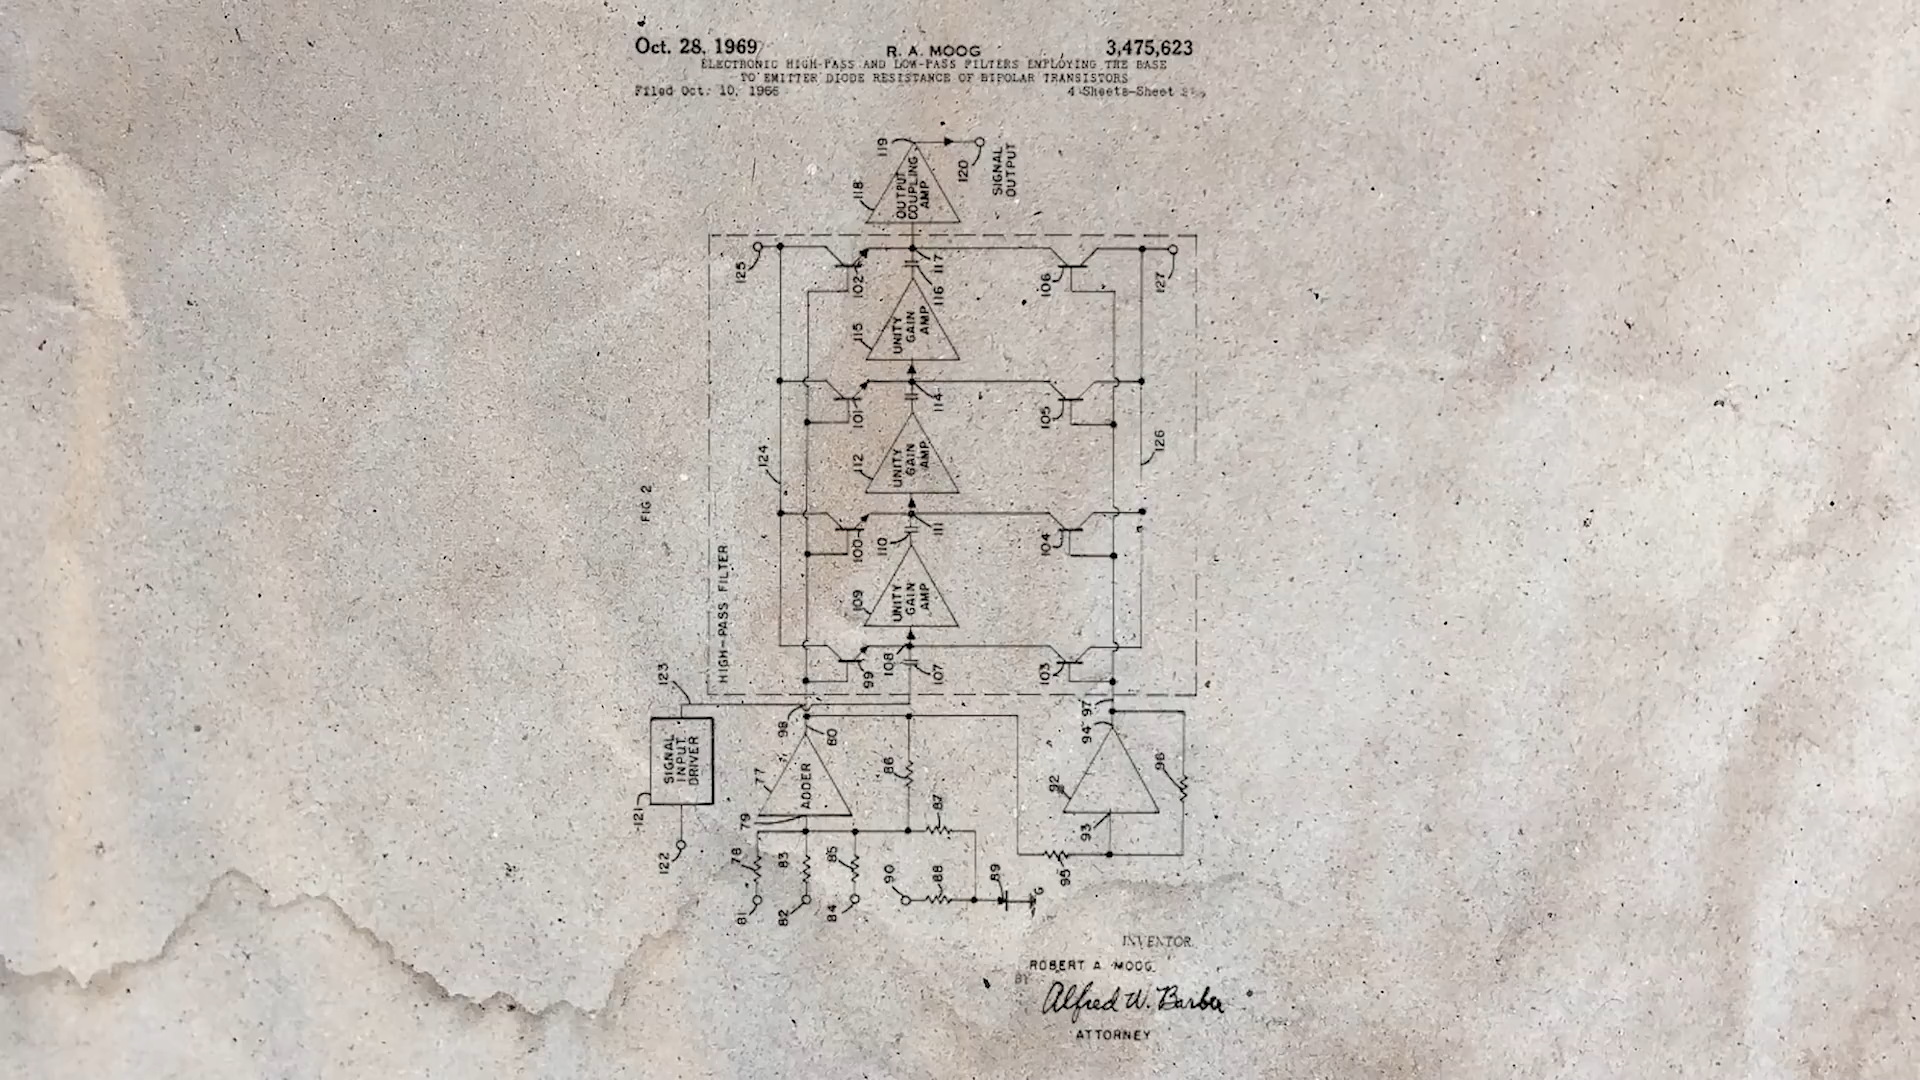 Oct. 28, 1969 R. A. MOOG 3,475,623
ELECTRONIC HIGH-PASS AND LOW-PASS FILTERS EMPLOYING THE BASE
TO EMITTER DIODE RESISTANCE OF BIPOLAR TRANSISTORS
Filed Oct. 10, 1966 4 Sheets-Sheet
FIG 2
HIGH-PASS FILTER
119
118
OUTPUT
COUPLING
AMP.
120
SIGNAL
OUTPUT
125
102
117
116
106
127
115
UNITY
GAIN
AMP.
101
114
105
124
112
UNITY
GAIN
AMP.
126
100
110
111
104
109
UNITY
GAIN
AMP
99
108
107
103
123
121
SIGNAL
INPUT
DRIVER
122
98
80
77
ADDER
79
86
87
97
94
92
93
96
78
83
85
90
88
89
95
81
82
84
G
INVENTOR.
ROBERT A. MOOG
BY
Alfred W. Barber
ATTORNEY